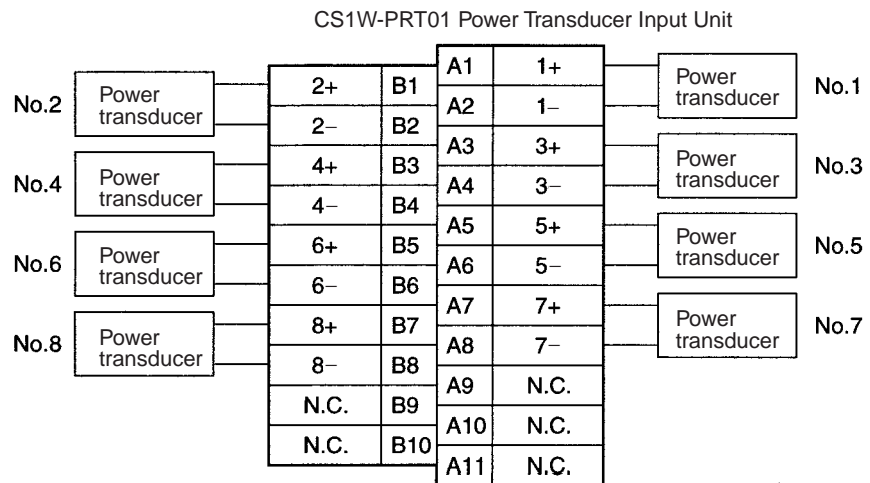 CS1W-PRT01 Power Transducer Input Unit
No.2
Power
transducer
No.4
Power
transducer
No.6
Power
transducer
No.8
Power
transducer
2+ B1
2– B2
4+ B3
4– B4
6+ B5
6– B6
8+ B7
8– B8
N.C. B9
N.C. B10
A1 1+
A2 1–
A3 3+
A4 3–
A5 5+
A6 5–
A7 7+
A8 7–
A9 N.C.
A10 N.C.
A11 N.C.
Power
transducer
No.1
Power
transducer
No.3
Power
transducer
No.5
Power
transducer
No.7